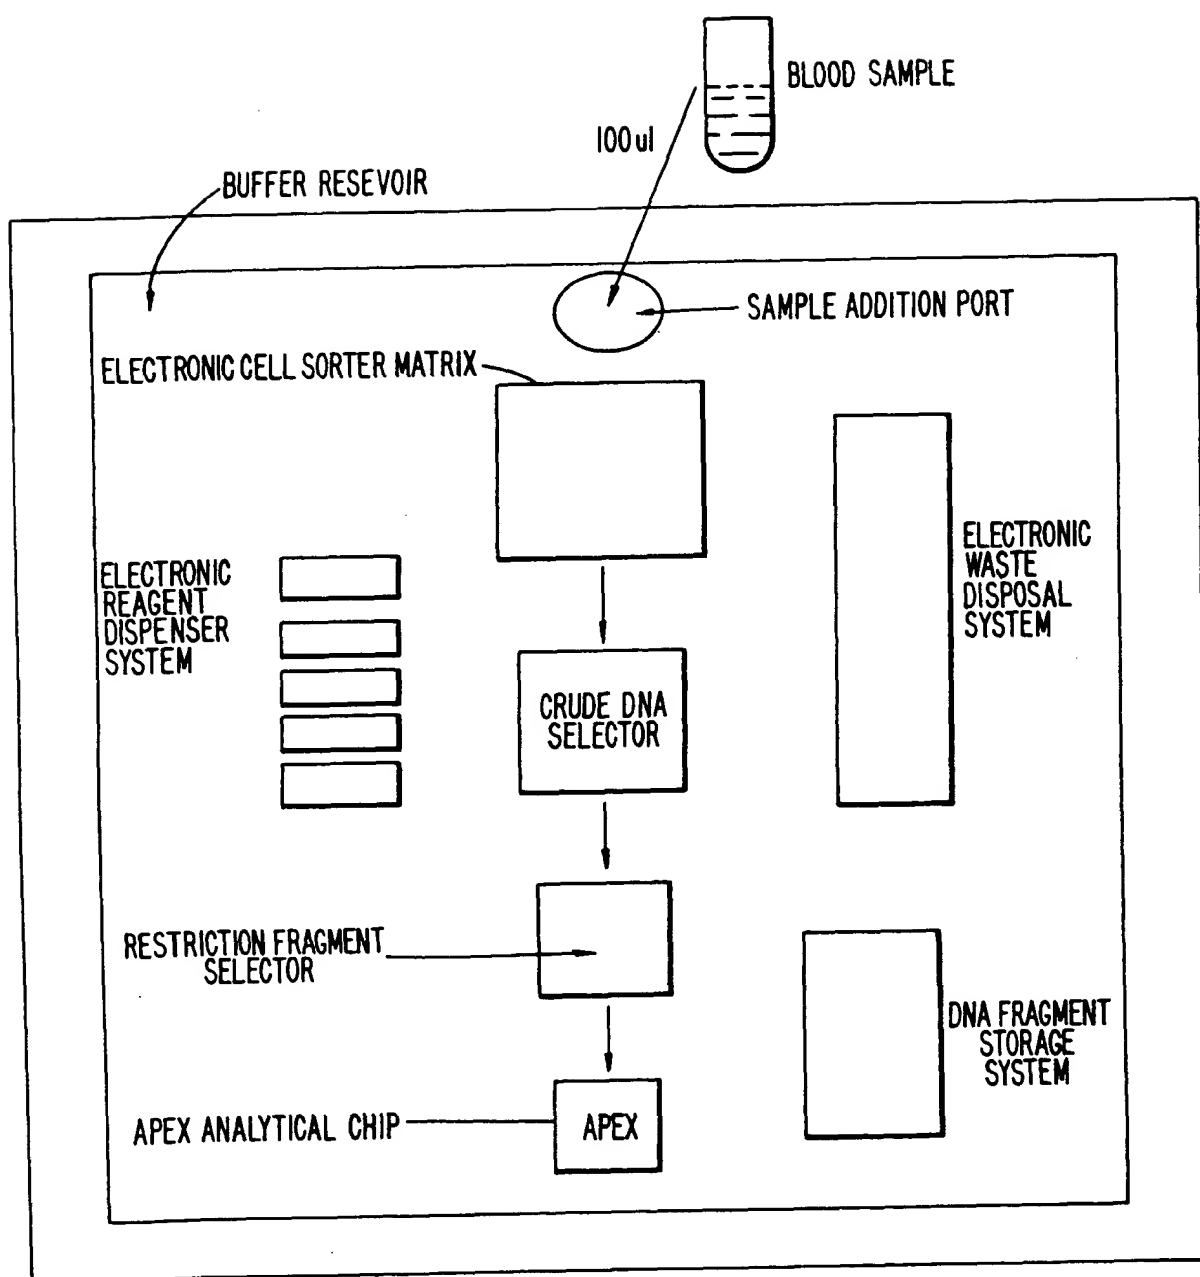 BLOOD SAMPLE
100ul
BUFFER RESEVOIR
SAMPLE ADDITION PORT
ELECTRONIC CELL SORTER MATRIX
ELECTRONIC
REAGENT
DISPENSER
SYSTEM
ELECTRONIC
WASTE
DISPOSAL
SYSTEM
CRUDE DNA
SELECTOR
RESTRICTION FRAGMENT
SELECTOR
DNA FRAGMENT
STORAGE
SYSTEM
APEX ANALYTICAL CHIP
APEX